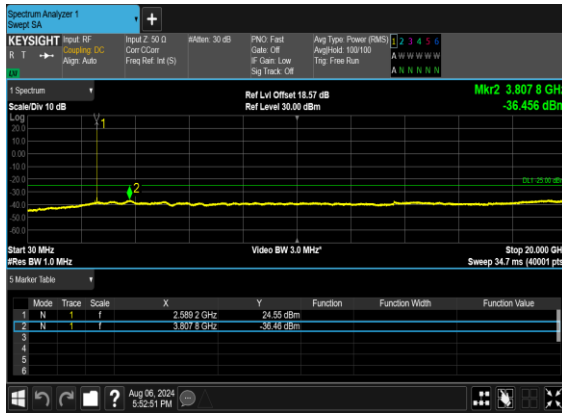 Spectrum Analyzer 1
Swept SA
+
KEYSIGHT Input: RF Input Z: 50 Ω #Atten: 30 dB PNO: Fast Avg Type: Power (RMS) 1 2 3 4 5 6
R T Coupling: DC Corr CCorr Gate: Off Avg|Hold: 100/100 A W W W W W
Align: Auto Freq Ref: Int (S) IF Gain: Low Trig: Free Run
LXI Sig Track: Off A N N N N N
1 Spectrum Ref Lvl Offset 18.57 dB Mkr2 3.807 8 GHz
Scale/Div 10 dB Ref Level 30.00 dBm -36.456 dBm
Log
20.0
10.0
0.00
-10.0
-20.0
-30.0
-40.0
-50.0
-60.0
1
2
DL1 -25.00 dBm
Start 30 MHz Video BW 3.0 MHz* Stop 20.000 GHz
#Res BW 1.0 MHz Sweep 34.7 ms (40001 pts)
5 Marker Table
Mode Trace Scale X Y Function Function Width Function Value
1 N 1 f 2.589 2 GHz 24.55 dBm
2 N 1 f 3.807 8 GHz -36.46 dBm
3
4
5
6
? Aug 06, 2024
5:52:51 PM